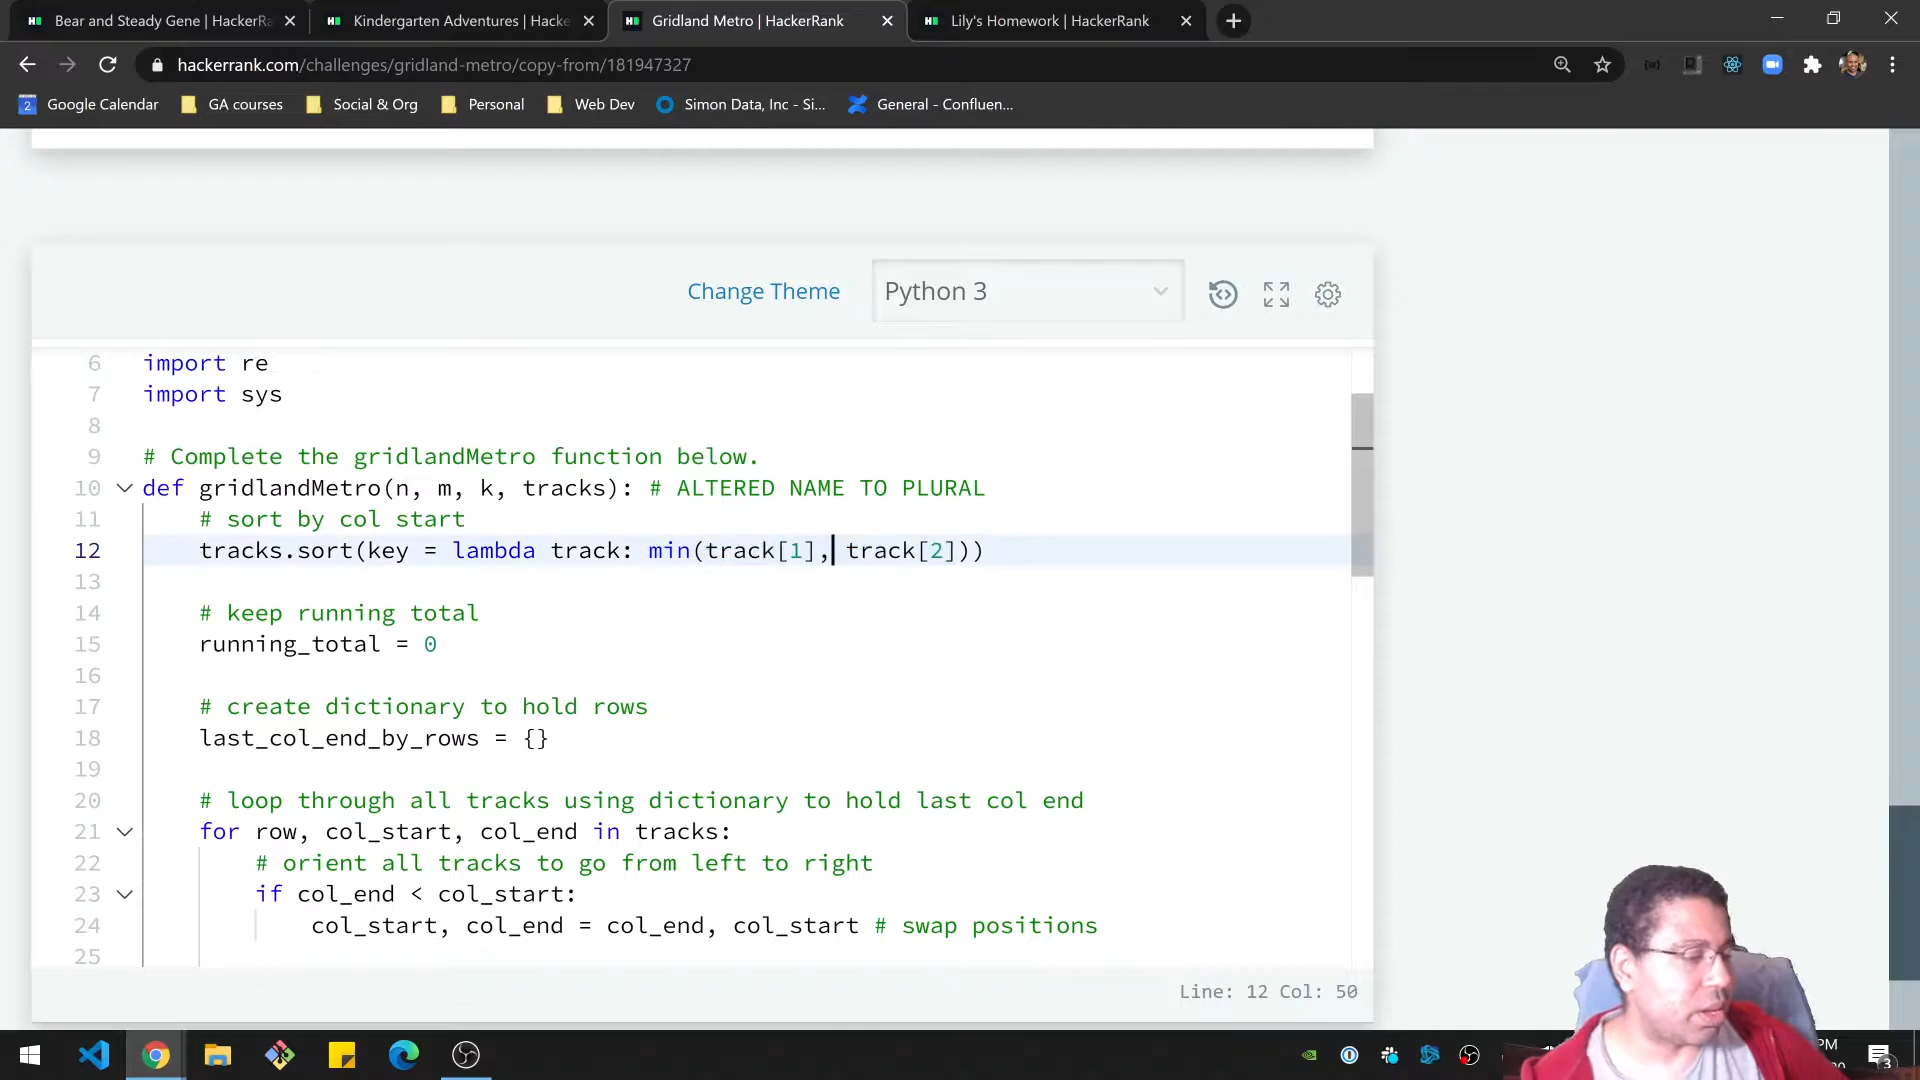 Bear and Steady Gene | HackerRa
Kindergarten Adventures | Hacke
Gridland Metro | HackerRank
Lily's Homework | HackerRank
hackerrank.com/challenges/gridland-metro/copy-from/181947327
2 Google Calendar
GA courses
Social & Org
Personal
Web Dev
Simon Data, Inc - Si...
General - Confluen...
Change Theme
Python 3
6 import re
7 import sys
8
9 # Complete the gridlandMetro function below.
10 def gridlandMetro(n, m, k, tracks): # ALTERED NAME TO PLURAL
11 # sort by col start
12 tracks.sort(key = lambda track: min(track[1], track[2]))
13
14 # keep running total
15 running_total = 0
16
17 # create dictionary to hold rows
18 last_col_end_by_rows = {}
19
20 # loop through all tracks using dictionary to hold last col end
21 for row, col_start, col_end in tracks:
22 # orient all tracks to go from left to right
23 if col_end < col_start:
24 col_start, col_end = col_end, col_start # swap positions
25
Line: 12 Col: 50
PM
3